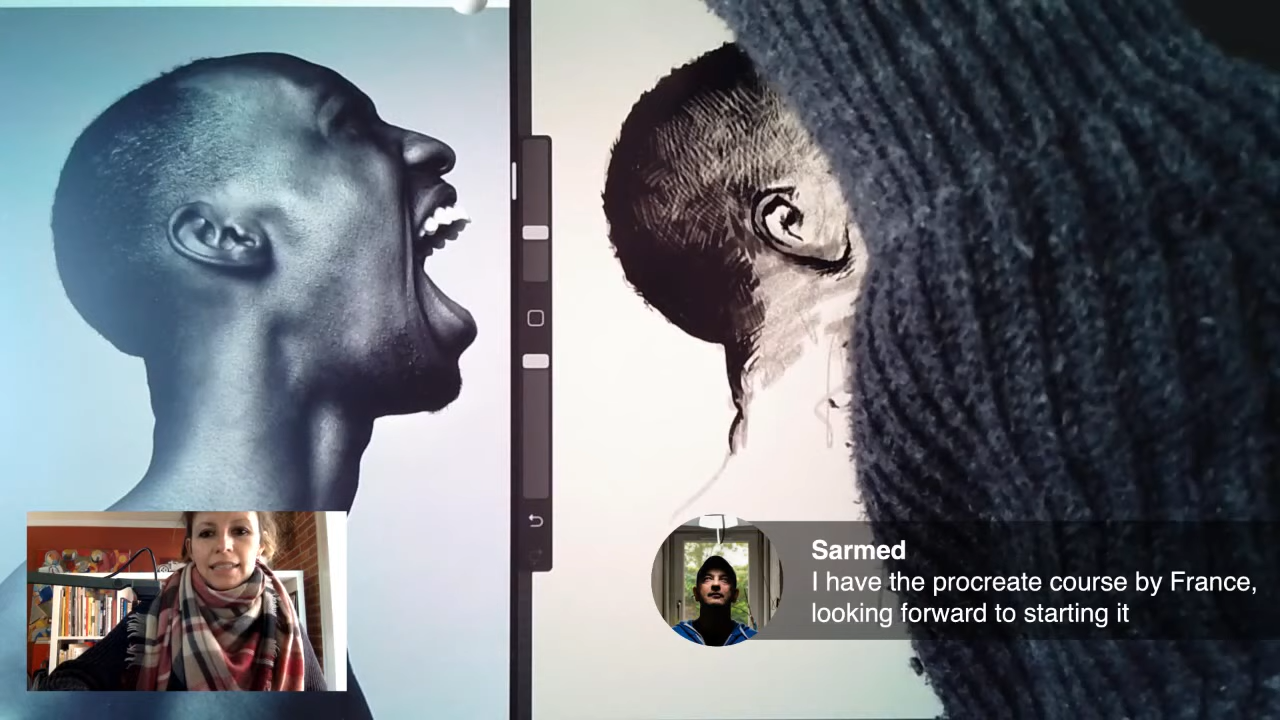 Sarmed
I have the procreate course by France,
looking forward to starting it